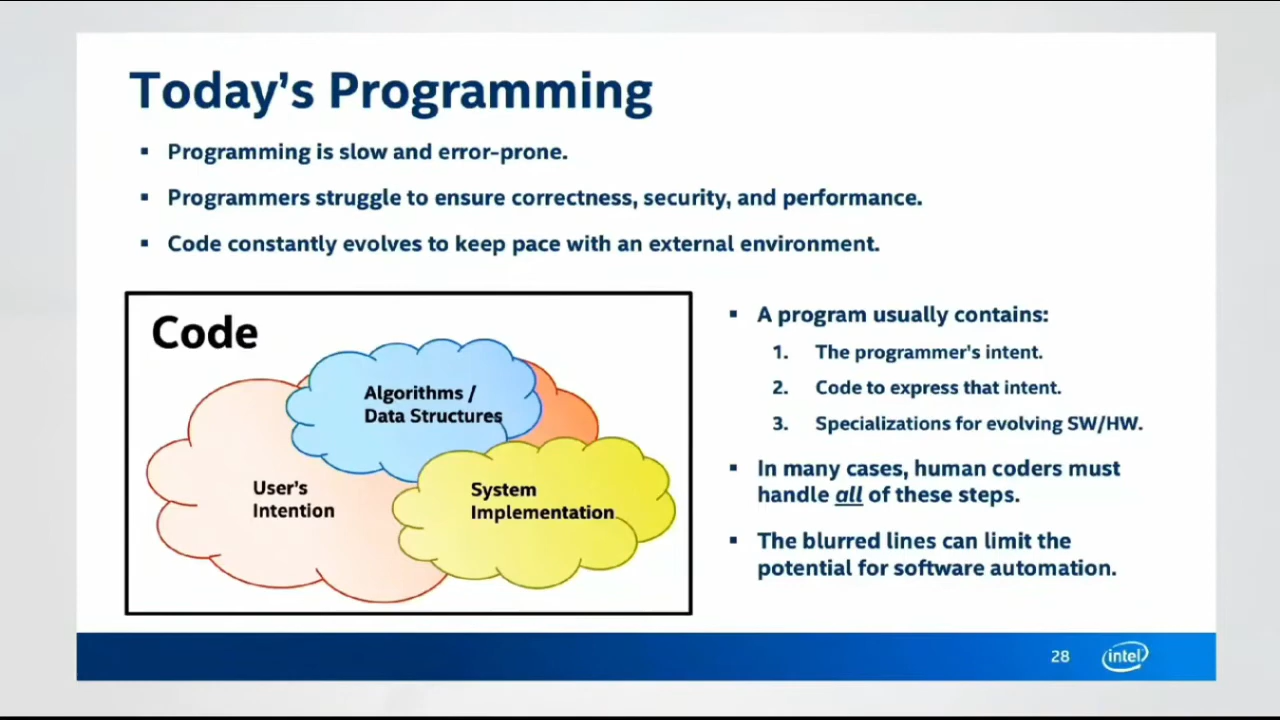 Today's Programming
▪ Programming is slow and error-prone.
▪ Programmers struggle to ensure correctness, security, and performance.
▪ Code constantly evolves to keep pace with an external environment.
Code
Algorithms /
Data Structures
User's
Intention
System
Implementation
▪ A program usually contains:
1. The programmer's intent.
2. Code to express that intent.
3. Specializations for evolving SW/HW.
▪ In many cases, human coders must
handle all of these steps.
▪ The blurred lines can limit the
potential for software automation.
28
intel